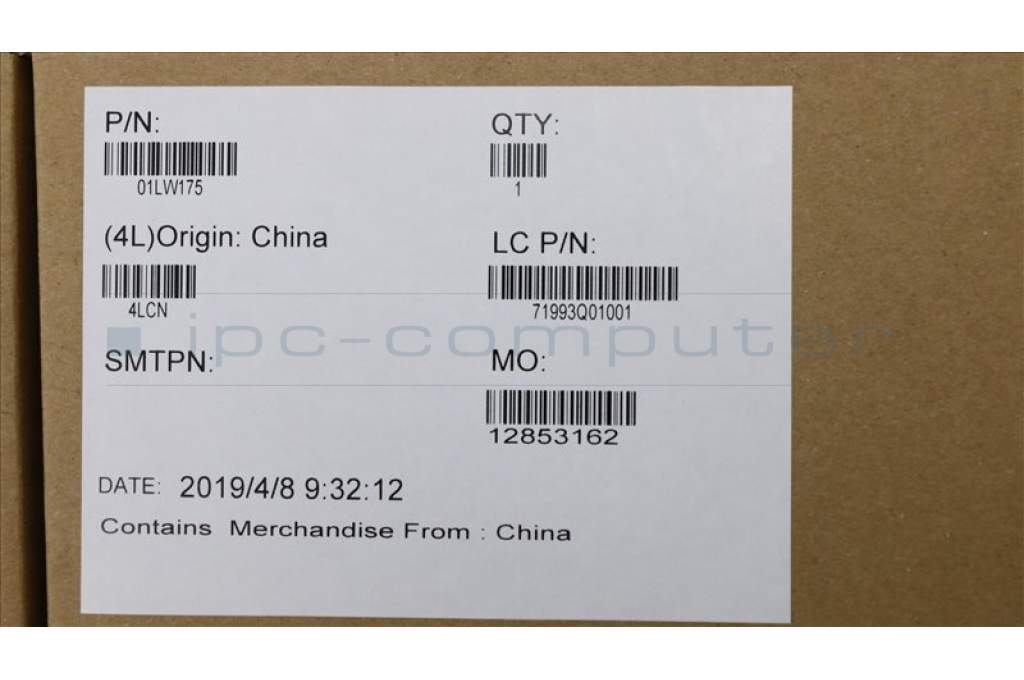 P/N:
01LW175
QTY:
1
(4L)Origin: China
4LCN
LC P/N:
71993Q01001
ipc-computer
SMTPN:
MO:
12853162
DATE: 2019/4/8 9:32:12
Contains Merchandise From : China